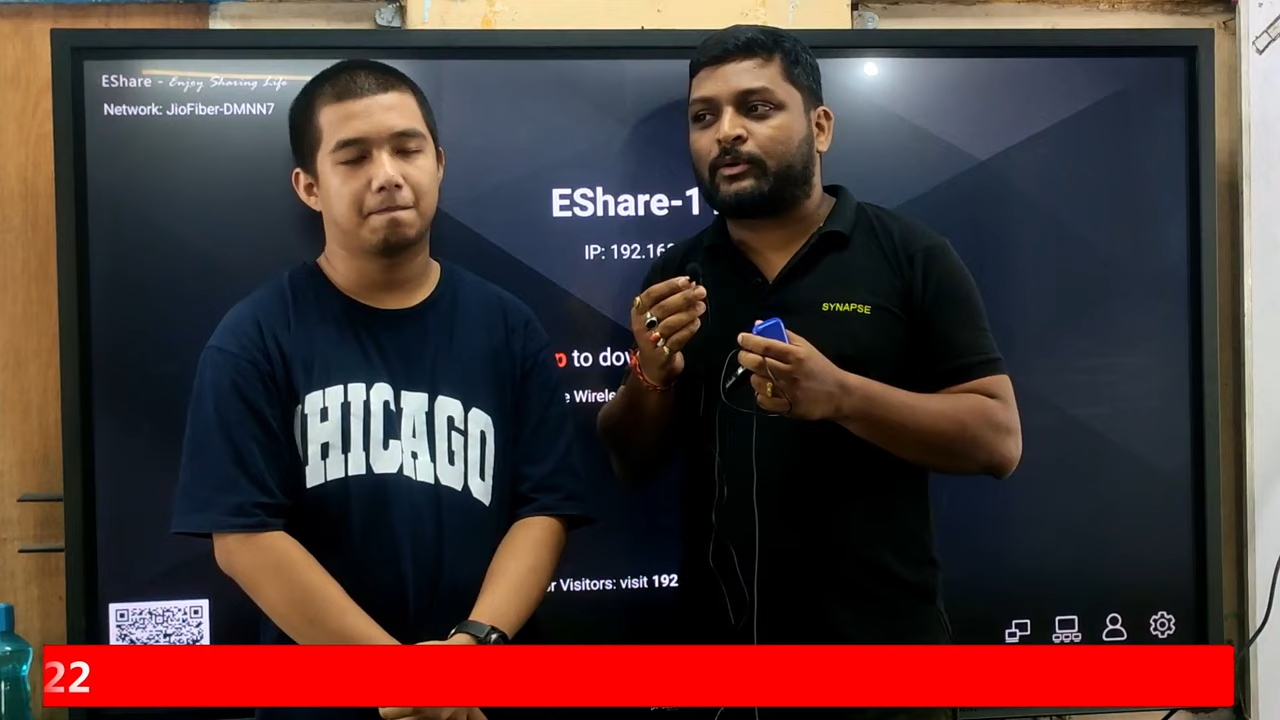 EShare - Enjoy Sharing Life
Network: JioFiber-DMNN7
EShare-1
IP: 192.16
to dow
Wirele
Visitors: visit 192
SYNAPSE
CHICAGO
22